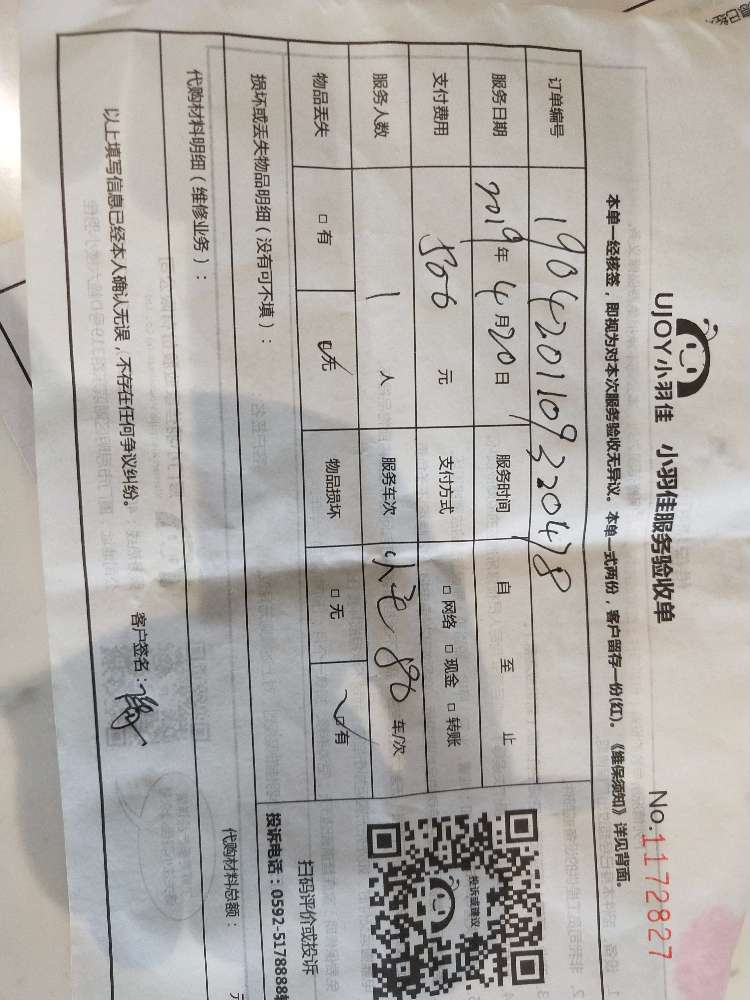 UJOY小羽佳 小羽佳服务验收单
No.1172827
本单一经核签，即视为对本次服务验收无异议。本单一式两份，客户留存一份(红)。《维保须知》详见背面。
订单编号 1904201109320478
服务日期 2019年4月20日 服务时间 自 至 止
支付费用 500 元 支付方式 □ 网络 □ 现金 □ 转账
服务人数 1 人 服务车次 80 车/次
物品丢失 □ 有 □ 无 物品损坏 □ 无 □ 有
损坏或丢失物品明细（没有可不填）：
代购材料明细（维修业务）：
代购材料总额：
以上填写信息已经本人确认无误，不存在任何争议纠纷。
客户签名：
投诉或建议
扫码评价或投诉
投诉电话：0592-5178888